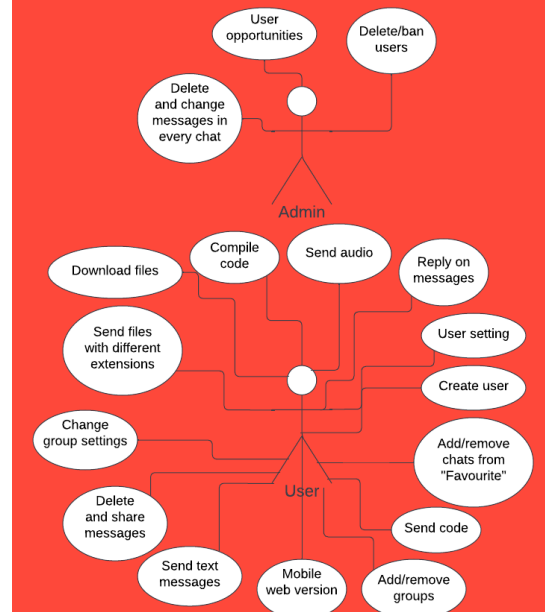 User
opportunities
Delete/ban
users
Delete
and change
messages in
every chat
Admin
Compile
code
Send audio
Reply on
messages
Download files
Send files
with different
extensions
User setting
Create user
Change
group settings
Add/remove
chats from
"Favourite"
User
Delete
and share
messages
Send code
Send text
messages
Mobile
web version
Add/remove
groups